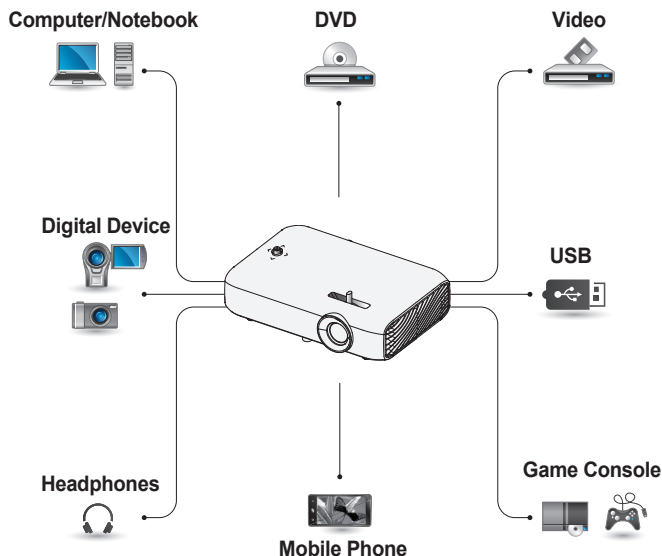 Computer/Notebook
DVD
Video
Digital Device
USB
Headphones
Game Console
Mobile Phone